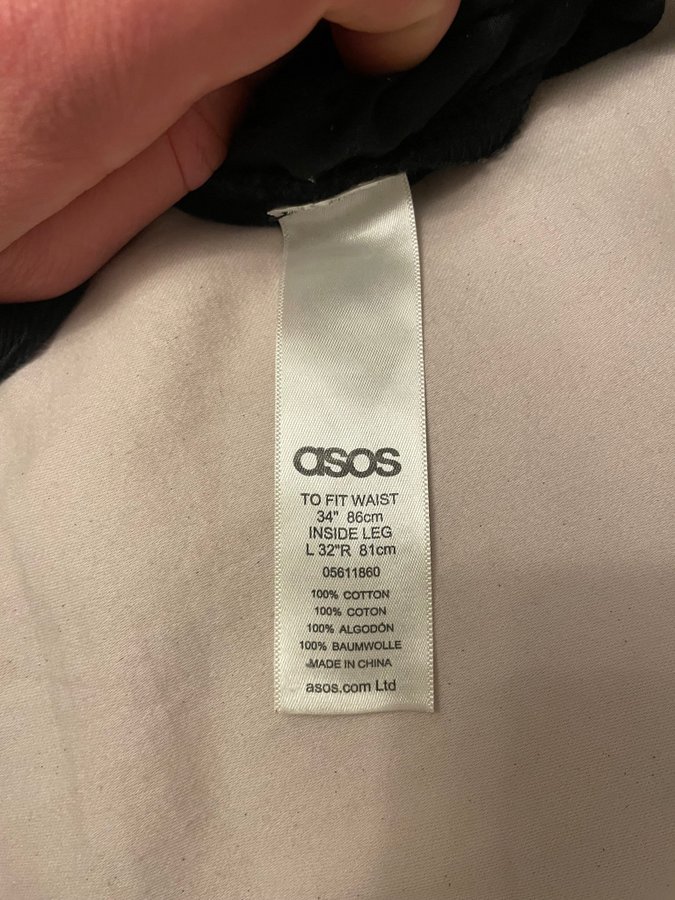 asos
TO FIT WAIST
34" 86cm
INSIDE LEG
L 32"R 81cm
05611860
100% COTTON
100% COTON
100% ALGODÓN
100% BAUMWOLLE
MADE IN CHINA
asos.com Ltd